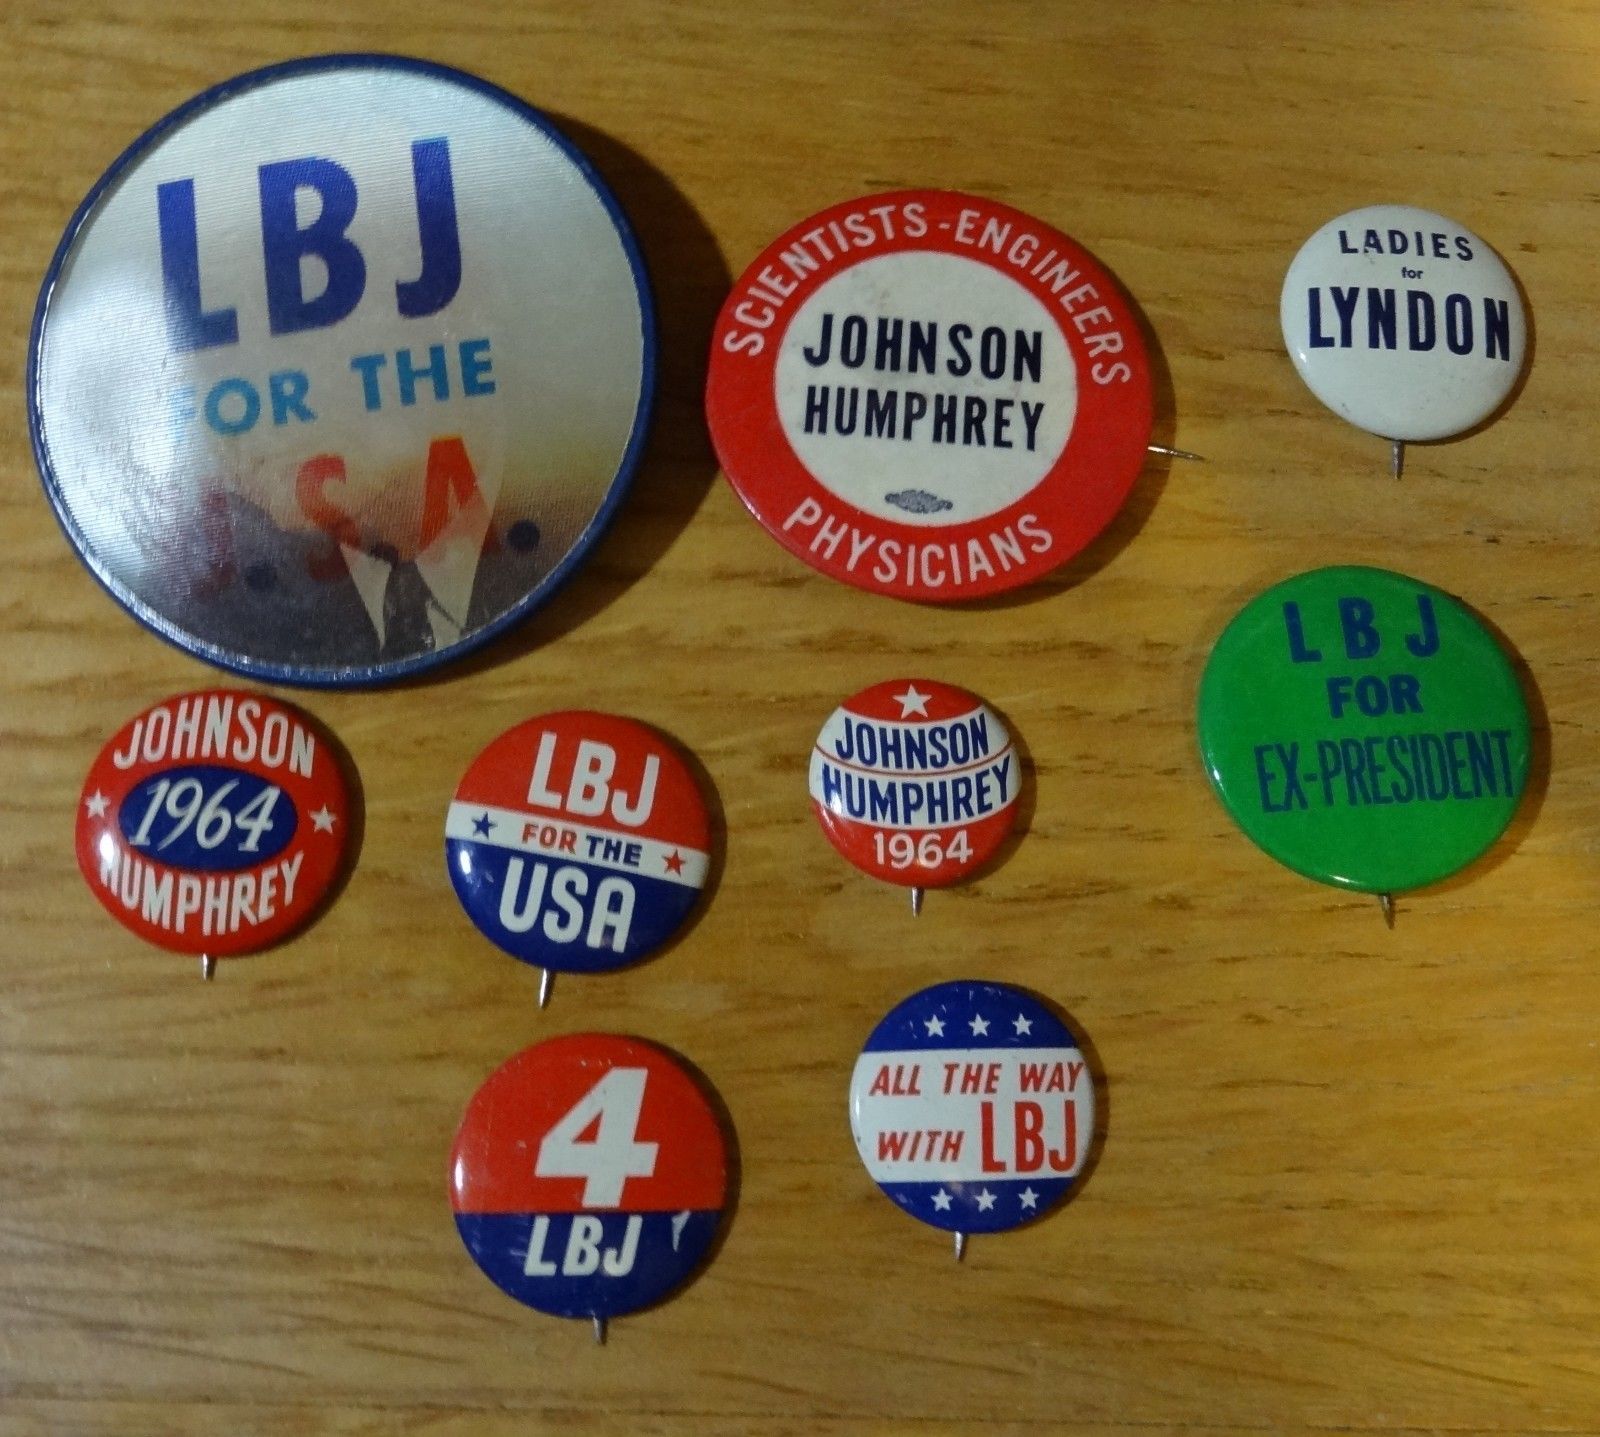 LBJ
FOR THE
U.S.A.
SCIENTISTS-ENGINEERS
JOHNSON
HUMPHREY
PHYSICIANS
LADIES
for
LYNDON
JOHNSON
1964
HUMPHREY
LBJ
FOR THE
USA
JOHNSON
HUMPHREY
1964
LBJ
FOR
EX-PRESIDENT
4
LBJ
ALL THE WAY
WITH LBJ